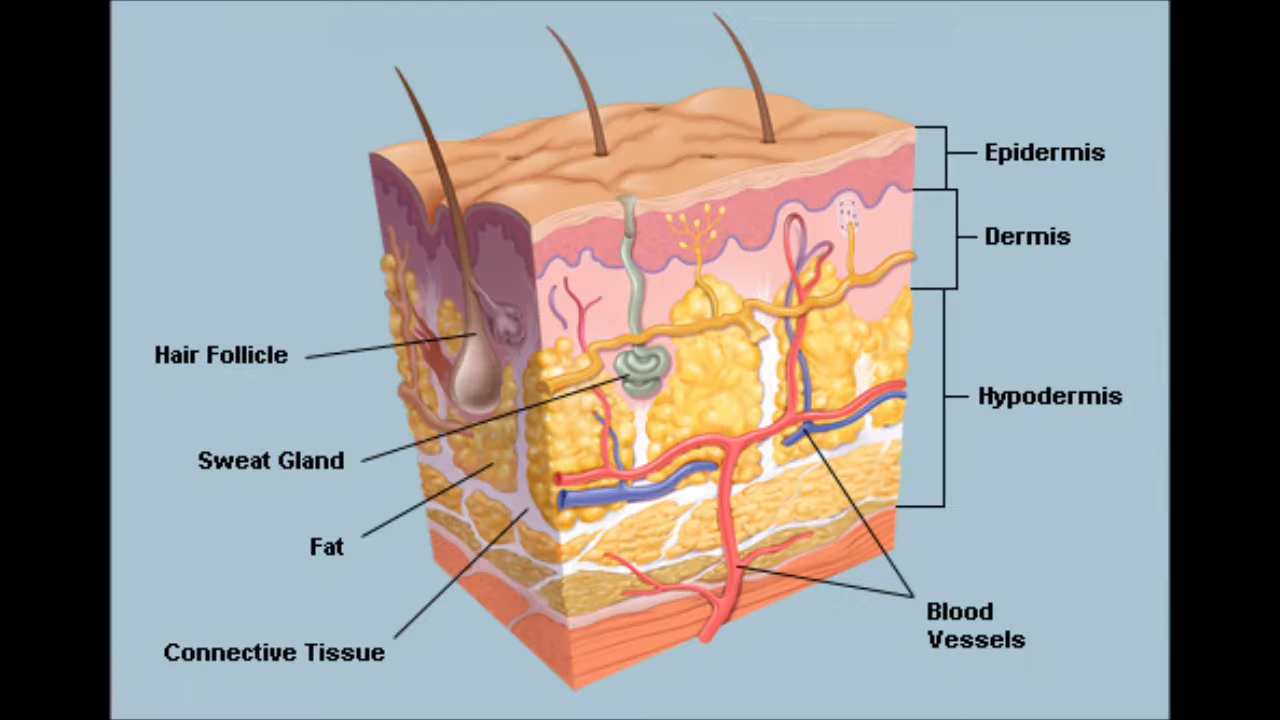 Epidermis
Dermis
Hair Follicle
Hypodermis
Sweat Gland
Fat
Blood
Vessels
Connective Tissue